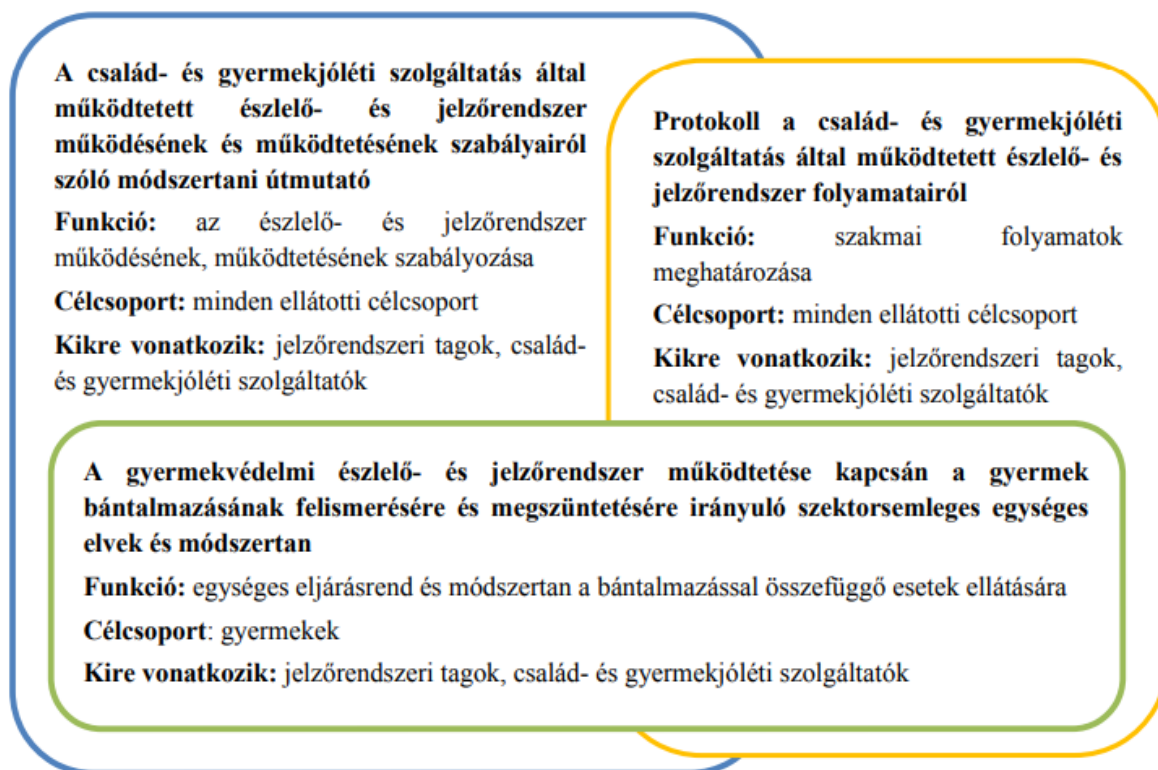 A család- és gyermekjóléti szolgáltatás által
működtetett észlelő- és jelzőrendszer
működésének és működtetésének szabályairól
szóló módszertani útmutató
Funkció: az észlelő- és jelzőrendszer
működésének, működtetésének szabályozása
Célcsoport: minden ellátotti célcsoport
Kikre vonatkozik: jelzőrendszeri tagok, család-
és gyermekjóléti szolgáltatók
Protokoll a család- és gyermekjóléti
szolgáltatás által működtetett észlelő- és
jelzőrendszer folyamatairól
Funkció: szakmai folyamatok
meghatározása
Célcsoport: minden ellátotti célcsoport
Kikre vonatkozik: jelzőrendszeri tagok,
család- és gyermekjóléti szolgáltatók
A gyermekvédelmi észlelő- és jelzőrendszer működtetése kapcsán a gyermek
bántalmazásának felismerésére és megszüntetésére irányuló szektorsemleges egységes
elvek és módszertan
Funkció: egységes eljárásrend és módszertan a bántalmazással összefüggő esetek ellátására
Célcsoport: gyermekek
Kire vonatkozik: jelzőrendszeri tagok, család- és gyermekjóléti szolgáltatók